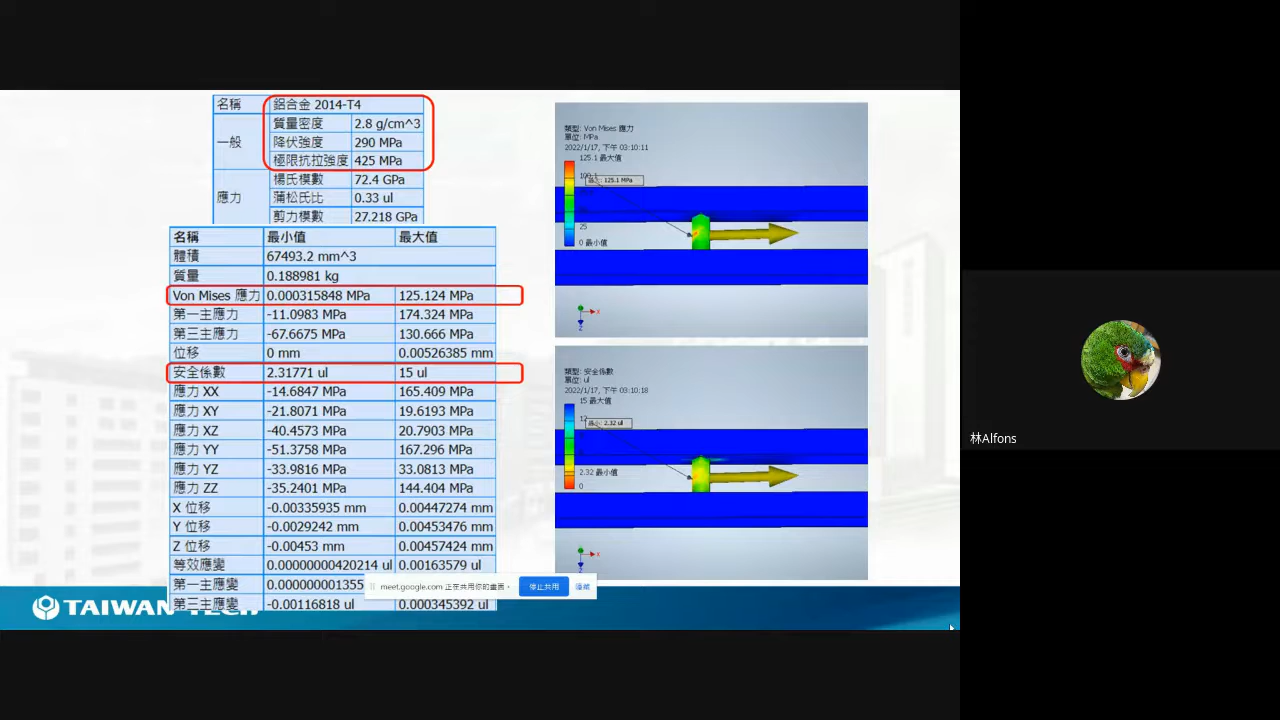 名稱 鋁合金 2014-T4
一般 質量密度 2.8 g/cm^3
降伏強度 290 MPa
極限抗拉強度 425 MPa
應力 楊氏模數 72.4 GPa
蒲松氏比 0.33 ul
剪力模數 27.218 GPa
名稱 最小值 最大值
體積 67493.2 mm^3
質量 0.188981 kg
Von Mises 應力 0.000315848 MPa 125.124 MPa
第一主應力 -11.0983 MPa 174.324 MPa
第三主應力 -67.6675 MPa 130.666 MPa
位移 0 mm 0.00526385 mm
安全係數 2.31771 ul 15 ul
應力 XX -14.6847 MPa 165.409 MPa
應力 XY -21.8071 MPa 19.6193 MPa
應力 XZ -40.4573 MPa 20.7903 MPa
應力 YY -51.3758 MPa 167.296 MPa
應力 YZ -33.9816 MPa 33.0813 MPa
應力 ZZ -35.2401 MPa 144.404 MPa
X 位移 -0.00335935 mm 0.00447274 mm
Y 位移 -0.0029242 mm 0.00453476 mm
Z 位移 -0.00453 mm 0.00457424 mm
等效應變 0.00000000420214 ul 0.00163579 ul
第一主應變 0.000000001355
第三主應變 -0.00116818 ul 0.000345392 ul
類型: Von Mises 應力
單位: MPa
2022/1/17, 下午 03:10:11
125.1 最大值
125.1 MPa
25
0 最小值
x
z
類型: 安全係數
單位: ul
2022/1/17, 下午 03:10:18
15 最大值
12
最小: 2.32 ul
2.32 最小值
0
x
z
meet.google.com 正在共用你的畫面。 停止共用 隱藏
TAIWAN TECH
林Alfons